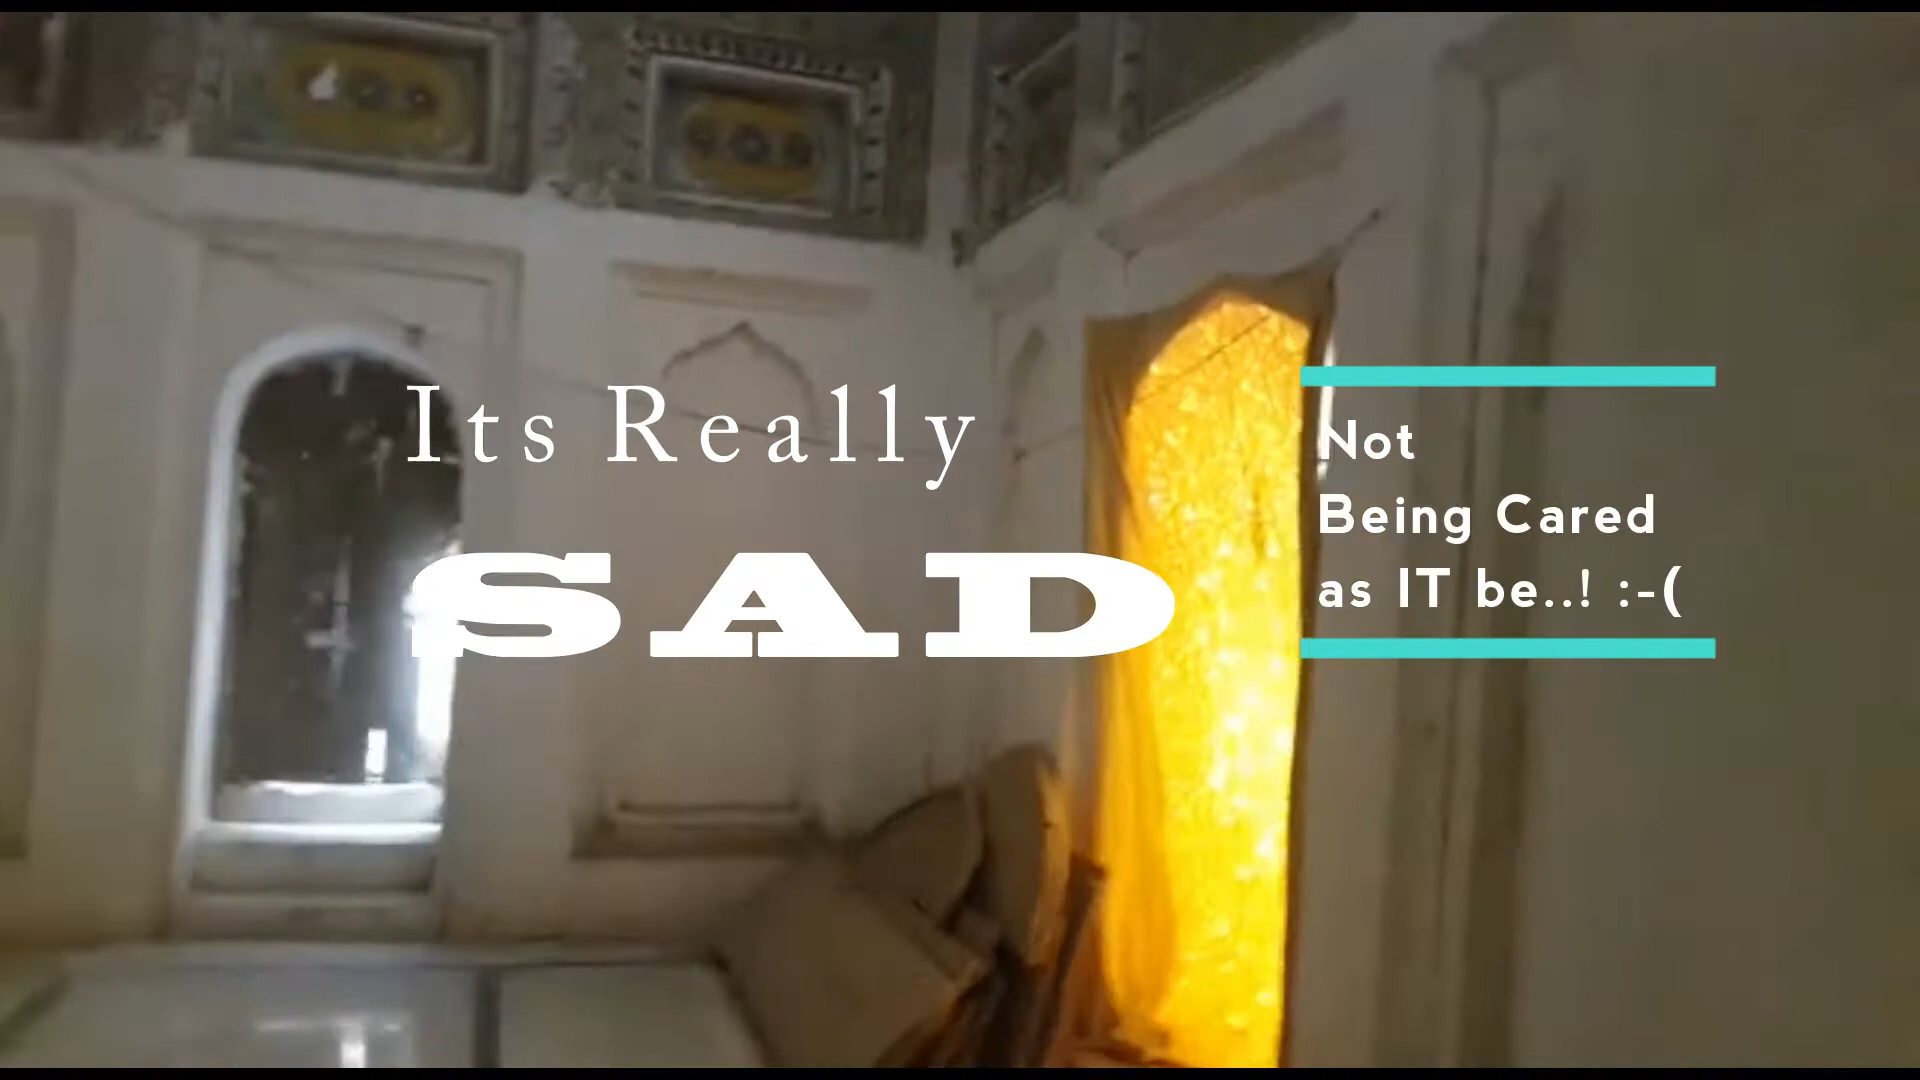 Its Really
SAD
Not
Being Cared
as IT be..! :-(